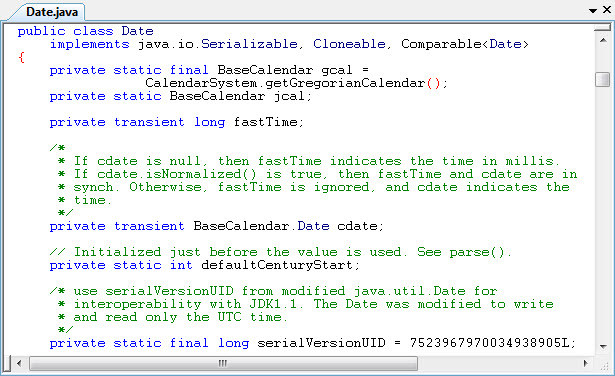 Date.java
public class Date
    implements java.io.Serializable, Cloneable, Comparable<Date>
{
    private static final BaseCalendar gcal =
                CalendarSystem.getGregorianCalendar();
    private static BaseCalendar jcal;

    private transient long fastTime;

    /*
     * If cdate is null, then fastTime indicates the time in millis.
     * If cdate.isNormalized() is true, then fastTime and cdate are in
     * synch. Otherwise, fastTime is ignored, and cdate indicates the
     * time.
     */
    private transient BaseCalendar.Date cdate;

    // Initialized just before the value is used. See parse().
    private static int defaultCenturyStart;

    /* use serialVersionUID from modified java.util.Date for
     * interoperability with JDK1.1. The Date was modified to write
     * and read only the UTC time.
     */
    private static final long serialVersionUID = 7523967970034938905L;